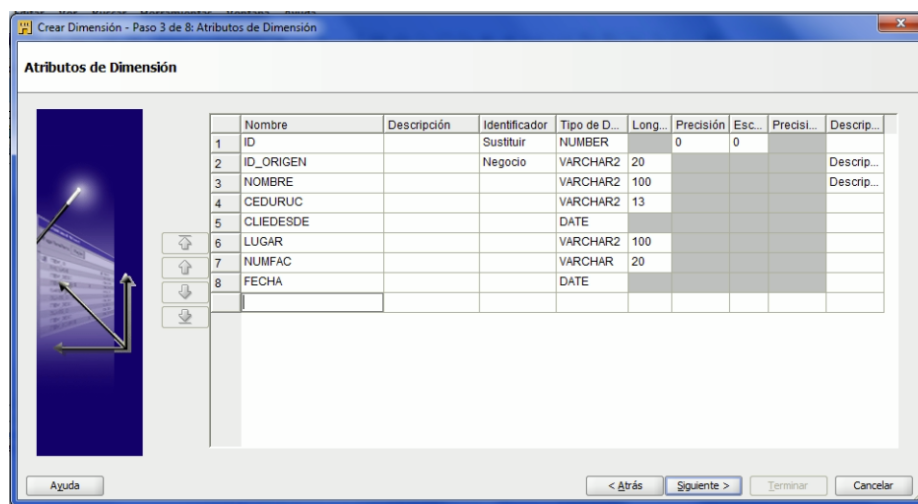 Crear Dimensión - Paso 3 de 8: Atributos de Dimensión
Atributos de Dimensión
Nombre Descripción Identificador Tipo de D... Long... Precisión Esc... Precisi... Descrip...
1 ID Sustituir NUMBER 0 0
2 ID_ORIGEN Negocio VARCHAR2 20 Descrip...
3 NOMBRE VARCHAR2 100 Descrip...
4 CEDURUC VARCHAR2 13
5 CLIEDESDE DATE
6 LUGAR VARCHAR2 100
7 NUMFAC VARCHAR 20
8 FECHA DATE
Ayuda < Atrás Siguiente > Terminar Cancelar